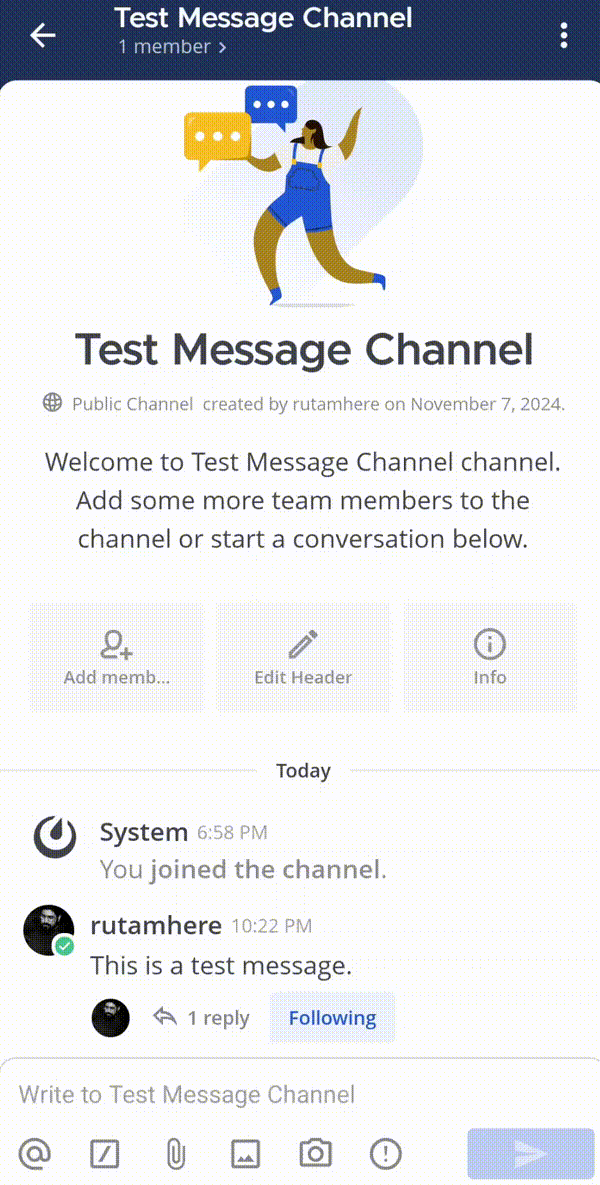 Test Message Channel
1 member >
Test Message Channel
Public Channel created by rutamhere on November 7, 2024.
Welcome to Test Message Channel channel.
Add some more team members to the
channel or start a conversation below.
Add memb...
Edit Header
Info
Today
System 6:58 PM
You joined the channel.
rutamhere 10:22 PM
This is a test message.
1 reply
Following
Write to Test Message Channel